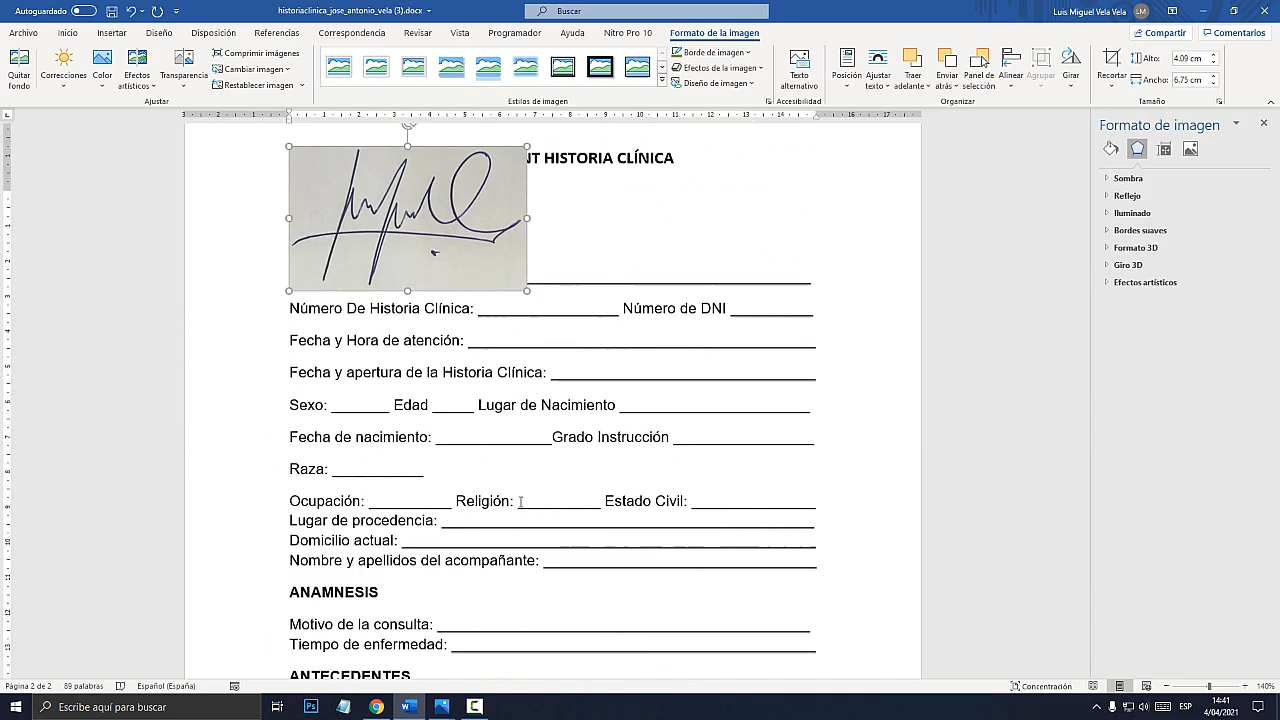 Autoguardado
historiaclinica_jose_antonio_vela (3).docx
Buscar
Luis Miguel Vela Vela
LM
Archivo
Inicio
Insertar
Diseño
Disposición
Referencias
Correspondencia
Revisar
Vista
Programador
Ayuda
Nitro Pro 10
Formato de la imagen
Compartir
Comentarios
Quitar fondo
Correcciones
Color
Efectos artísticos
Transparencia
Comprimir imágenes
Cambiar imagen
Restablecer imagen
Ajustar
Estilos de imagen
Borde de imagen
Efectos de la imagen
Diseño de imagen
Texto alternativo
Accesibilidad
Posición
Ajustar texto
Traer adelante
Enviar atrás
Panel de selección
Alinear
Agrupar
Girar
Organizar
Recortar
Alto: 4.09 cm
Ancho: 6.75 cm
Tamaño
NT HISTORIA CLÍNICA
Número De Historia Clínica: ________ Número de DNI ________
Fecha y Hora de atención: ________
Fecha y apertura de la Historia Clínica: ________
Sexo: ________ Edad ________ Lugar de Nacimiento ________
Fecha de nacimiento: ________ Grado Instrucción ________
Raza: ________
Ocupación: ________ Religión: ________ Estado Civil: ________
Lugar de procedencia: ________
Domicilio actual: ________
Nombre y apellidos del acompañante: ________
ANAMNESIS
Motivo de la consulta: ________
Tiempo de enfermedad: ________
ANTECEDENTES
Formato de imagen
Sombra
Reflejo
Iluminado
Bordes suaves
Formato 3D
Giro 3D
Efectos artísticos
Página 2 de 2
89 palabras
Español (España)
Concentración
140%
Escribe aquí para buscar
ESP
14:41
4/04/2021